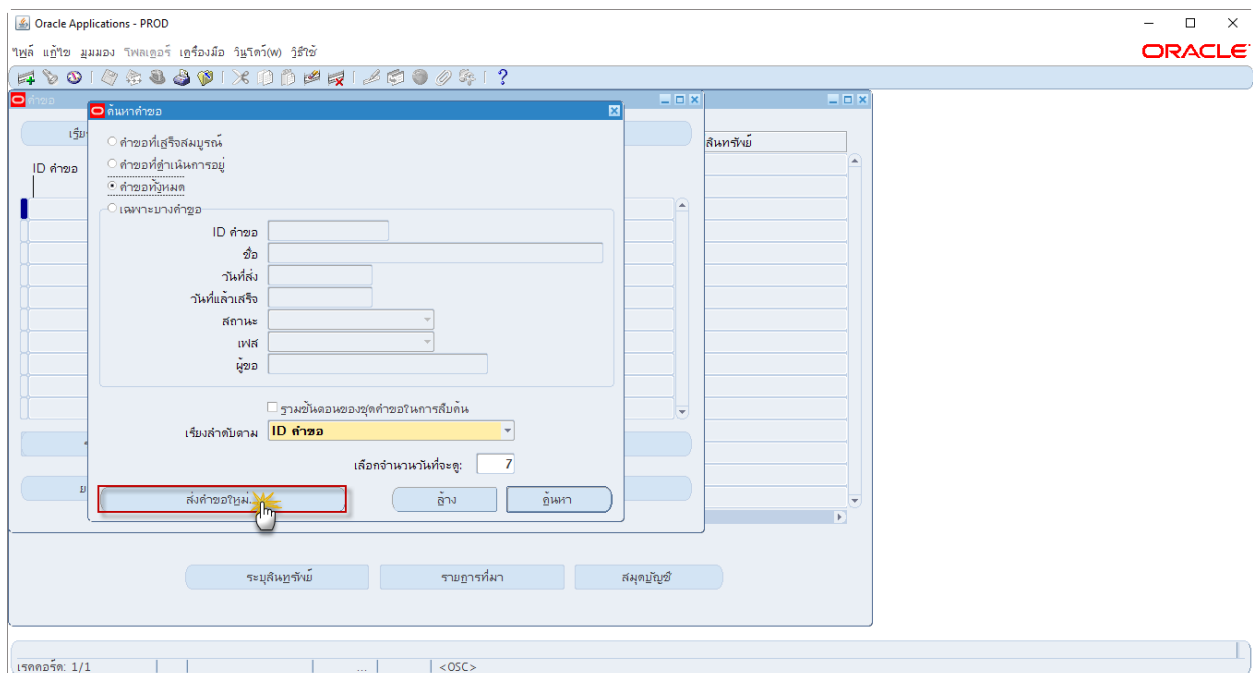 Oracle Applications - PROD
ไฟล์ แก้ไข มุมมอง โฟลเดอร์ เครื่องมือ วินโดว์(w) วิธีใช้
ORACLE
คำขอ
ค้นหาคำขอ
คำขอที่เสร็จสมบูรณ์
สินทรัพย์
คำขอที่ดำเนินการอยู่
ID คำขอ
คำขอทั้งหมด
เฉพาะบางคำขอ
ID คำขอ
ชื่อ
วันที่ส่ง
วันที่แล้วเสร็จ
สถานะ
เฟส
ผู้ขอ
รวมขั้นตอนของชุดคำขอในการสืบค้น
เรียงลำดับตาม ID คำขอ
เลือกจำนวนวันที่จะดู: 7
ส่งคำขอใหม่... ล้าง ค้นหา
ระบุสินทรัพย์ รายการที่มา สมุดบัญชี
เรคคอร์ด: 1/1 ... <OSC>